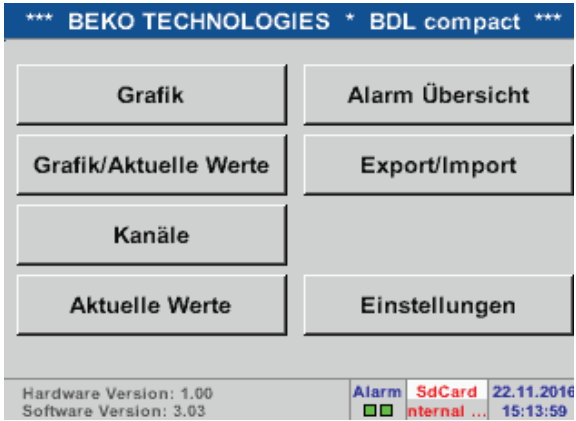 *** BEKO TECHNOLOGIES * BDL compact ***
Grafik
Alarm Übersicht
Grafik/Aktuelle Werte
Export/Import
Kanäle
Aktuelle Werte
Einstellungen
Hardware Version: 1.00
Software Version: 3.03
Alarm
SdCard
nternal ...
22.11.2016
15:13:59